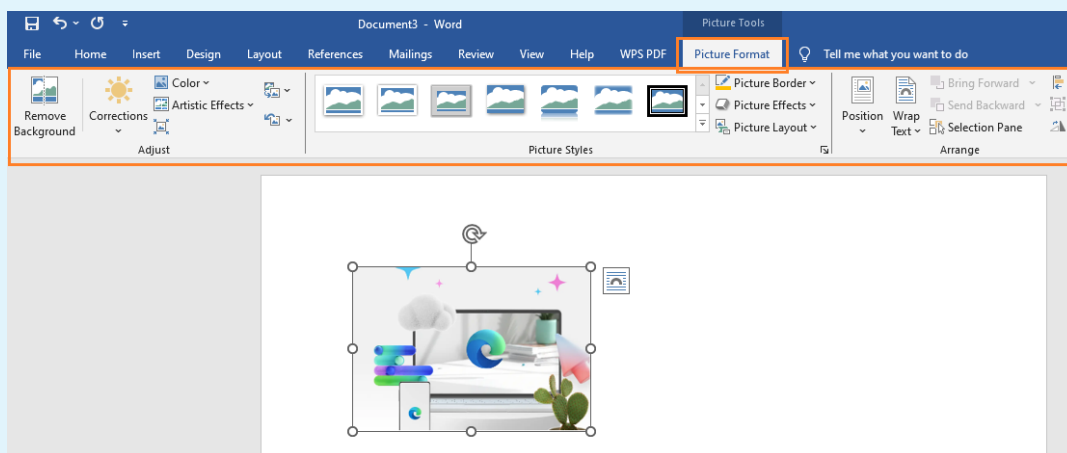 Document3 - Word
Picture Tools
File Home Insert Design Layout References Mailings Review View Help WPS PDF Picture Format Tell me what you want to do
Remove Background
Corrections
Color
Artistic Effects
Adjust
Picture Border
Picture Effects
Picture Layout
Picture Styles
Position
Wrap Text
Bring Forward
Send Backward
Selection Pane
Arrange